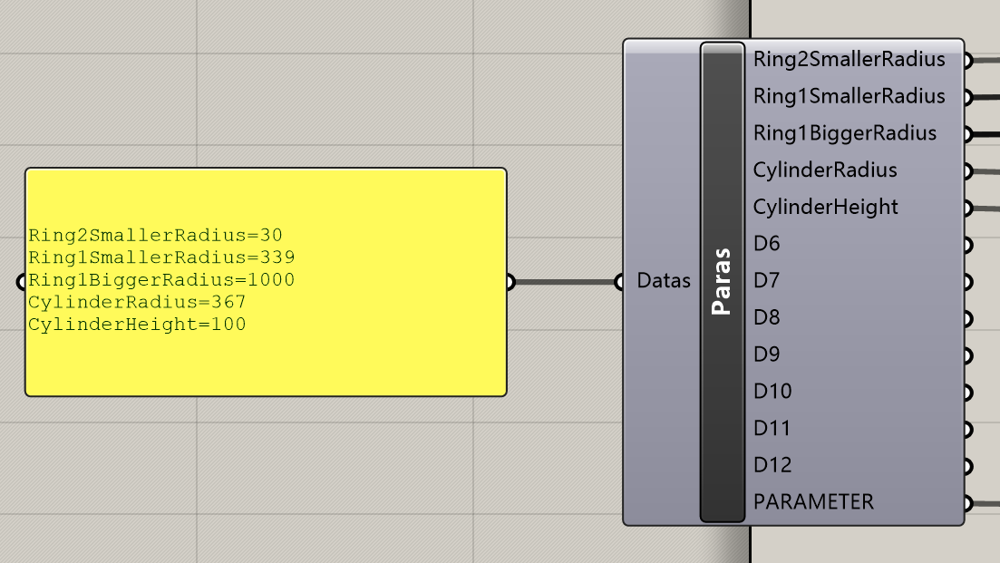 Ring2SmallerRadius=30
Ring1SmallerRadius=339
Ring1BiggerRadius=1000
CylinderRadius=367
CylinderHeight=100
Datas
Paras
Ring2SmallerRadius
Ring1SmallerRadius
Ring1BiggerRadius
CylinderRadius
CylinderHeight
D6
D7
D8
D9
D10
D11
D12
PARAMETER